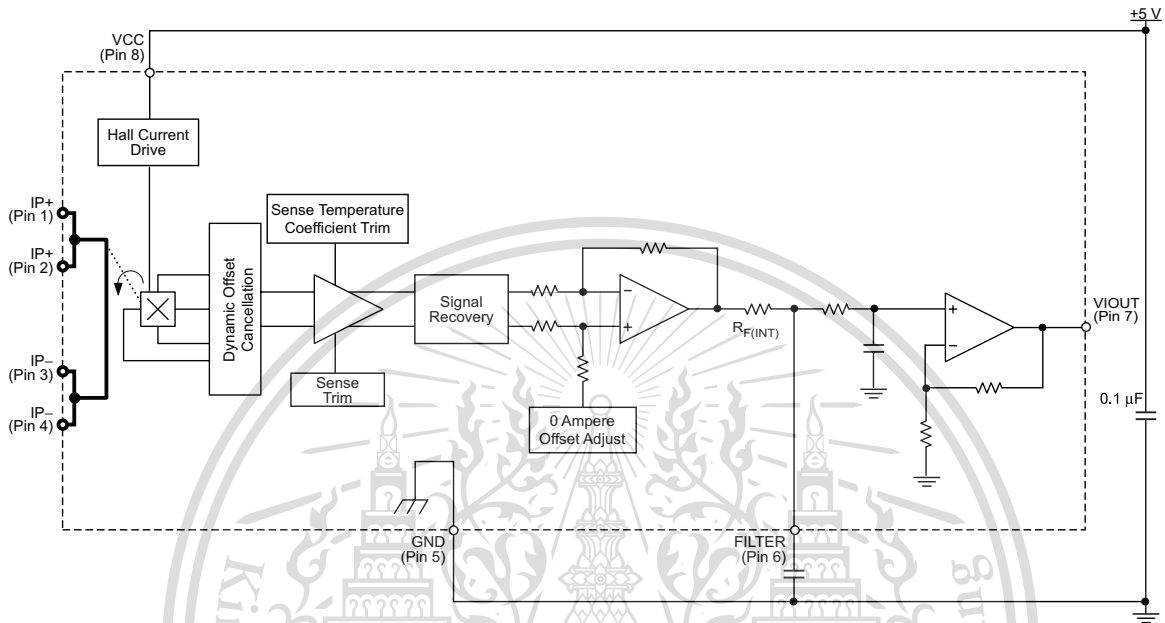 +5 V
VCC
(Pin 8)
Hall Current
Drive
IP+
(Pin 1)
IP+
(Pin 2)
IP−
(Pin 3)
IP−
(Pin 4)
Dynamic Offset
Cancellation
Sense Temperature
Coefficient Trim
Sense
Trim
Signal
Recovery
0 Ampere
Offset Adjust
−
+
RF(INT)
+
−
VIOUT
(Pin 7)
0.1 μF
GND
(Pin 5)
FILTER
(Pin 6)